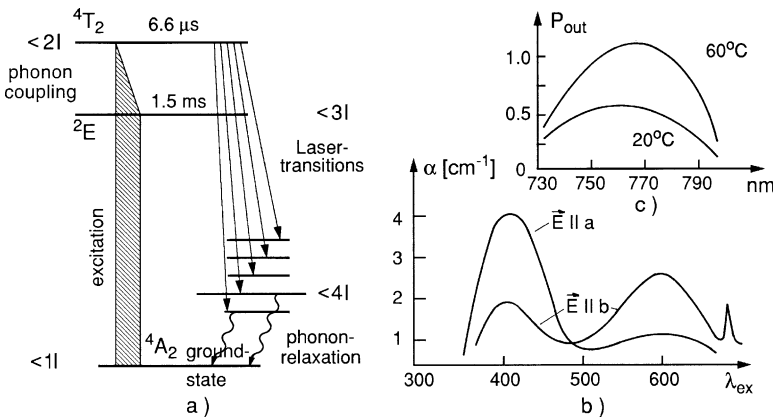 ⁴T₂
6.6 μs
<2|
phonon
coupling
1.5 ms
²E
<3|
Laser-
transitions
excitation
<4|
⁴A₂ ground-
state
phonon-
relaxation
<1|
a )
P out
1.0
0.5
0
60°C
20°C
730 750 770 790 nm
c )
α [cm⁻¹]
4
3
2
1
E⃗ || a
E⃗ || b
300 400 500 600 λex
b )